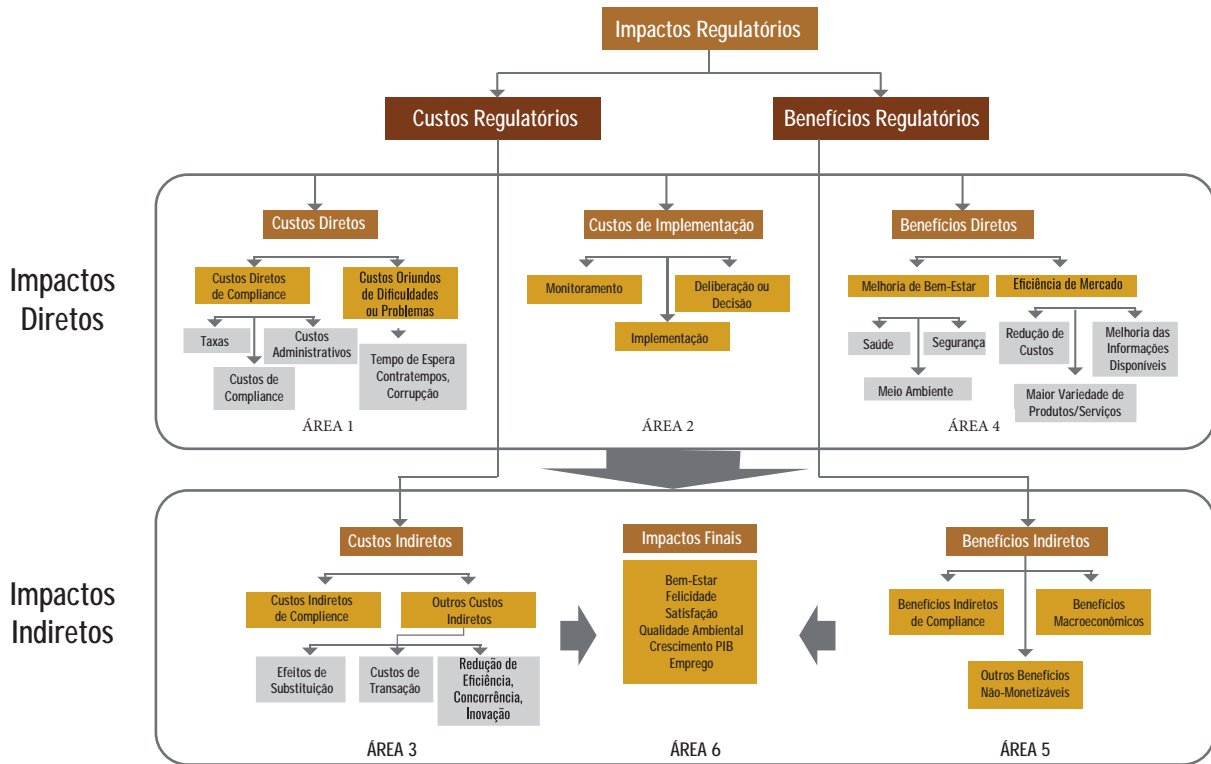 Impactos Regulatórios
Custos Regulatórios
Benefícios Regulatórios
Impactos
Diretos
Custos Diretos
Custos Diretos
de Compliance
Custos Oriundos
de Dificuldades
ou Problemas
Taxas
Custos
Administrativos
Custos de
Compliance
Tempo de Espera
Contratempos,
Corrupção
ÁREA 1
Custos de Implementação
Monitoramento
Deliberação ou
Decisão
Implementação
ÁREA 2
Benefícios Diretos
Melhoria de Bem-Estar
Eficiência de Mercado
Saúde
Segurança
Meio Ambiente
Redução de
Custos
Melhoria das
Informações
Disponíveis
Maior Variedade de
Produtos/Serviços
ÁREA 4
Impactos
Indiretos
Custos Indiretos
Custos Indiretos
de Complience
Outros Custos
Indiretos
Efeitos de
Substituição
Custos de
Transação
Redução de
Eficiência,
Concorrência,
Inovação
ÁREA 3
Impactos Finais
Bem-Estar
Felicidade
Satisfação
Qualidade Ambiental
Crescimento PIB
Emprego
ÁREA 6
Benefícios Indiretos
Benefícios Indiretos
de Compliance
Benefícios
Macroeconómicos
Outros Benefícios
Não-Monetizáveis
ÁREA 5